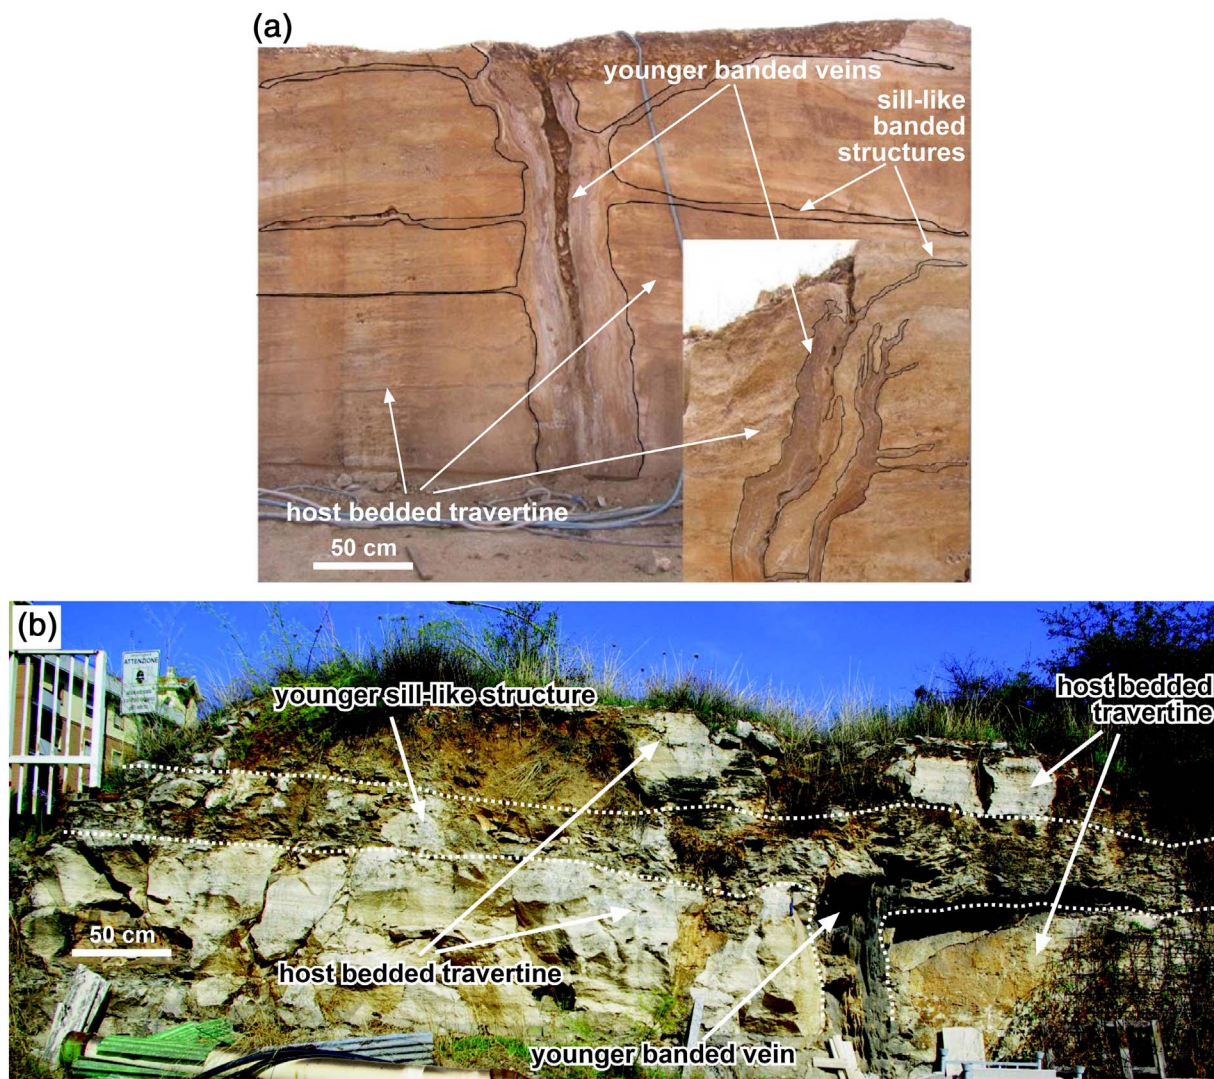 (a)
younger banded veins
sill-like
banded
structures
host bedded travertine
50 cm
(b)
ATTENZIONE
younger sill-like structure
host bedded
travertine
50 cm
host bedded travertine
younger banded vein